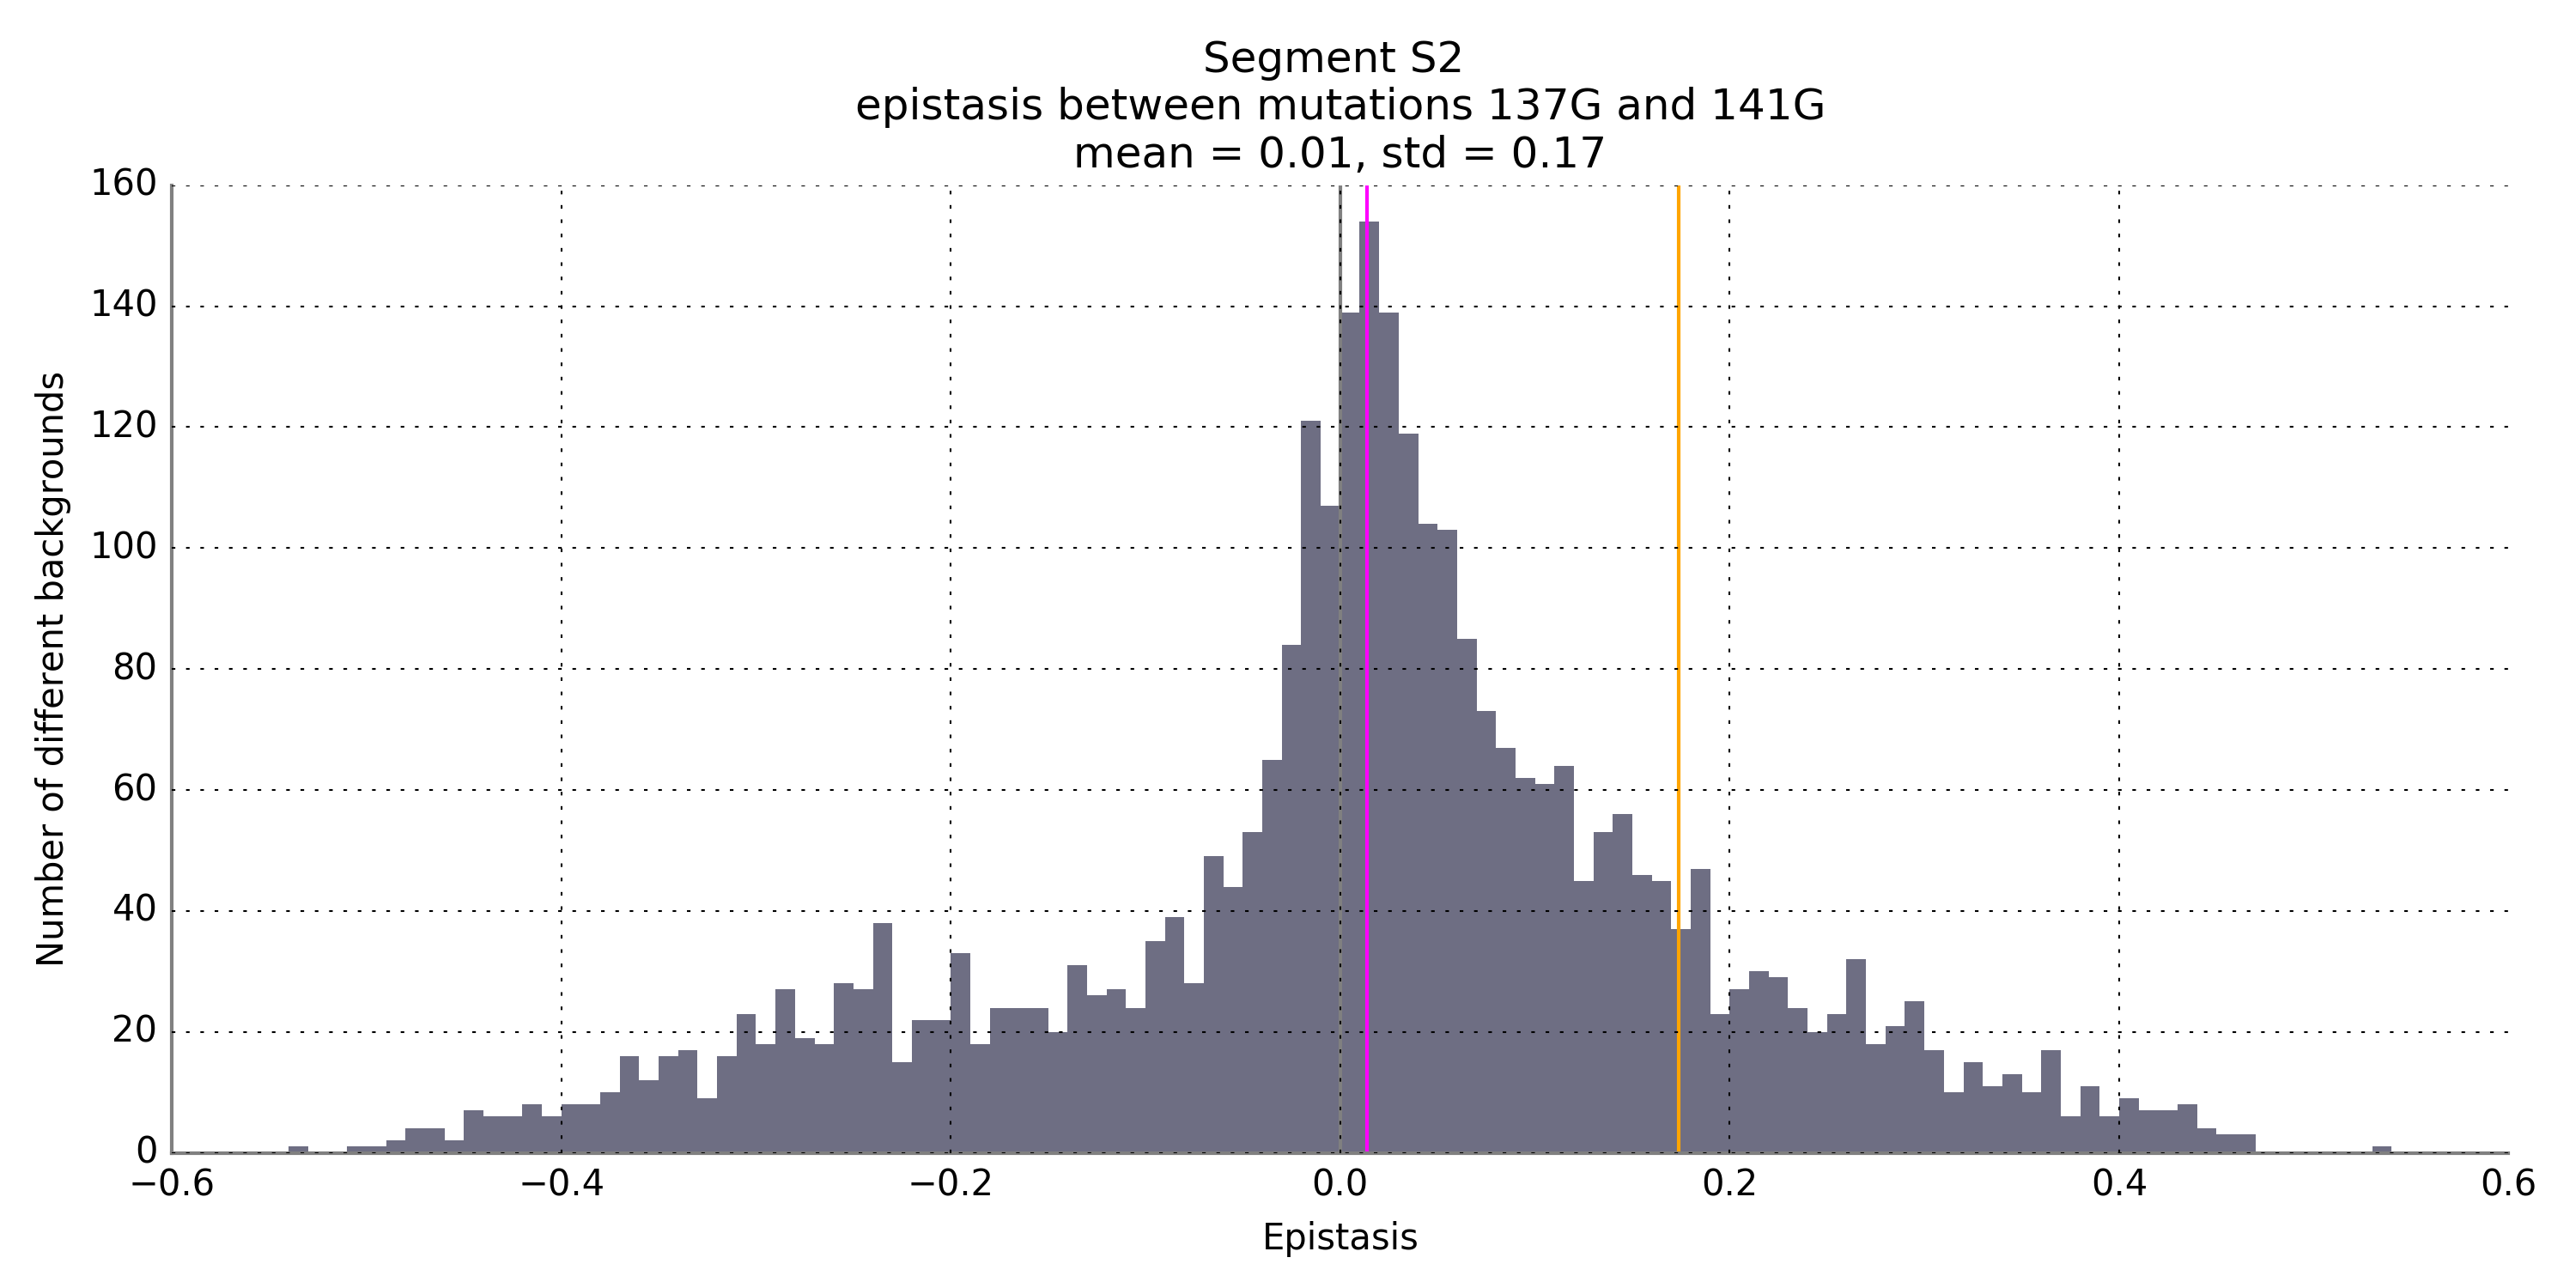 Segment S2
epistasis between mutations 137G and 141G
mean = 0.01, std = 0.17
160
140
120
100
80
60
40
20
0
Number of different backgrounds
−0.6 −0.4 −0.2 0.0 0.2 0.4 0.6
Epistasis